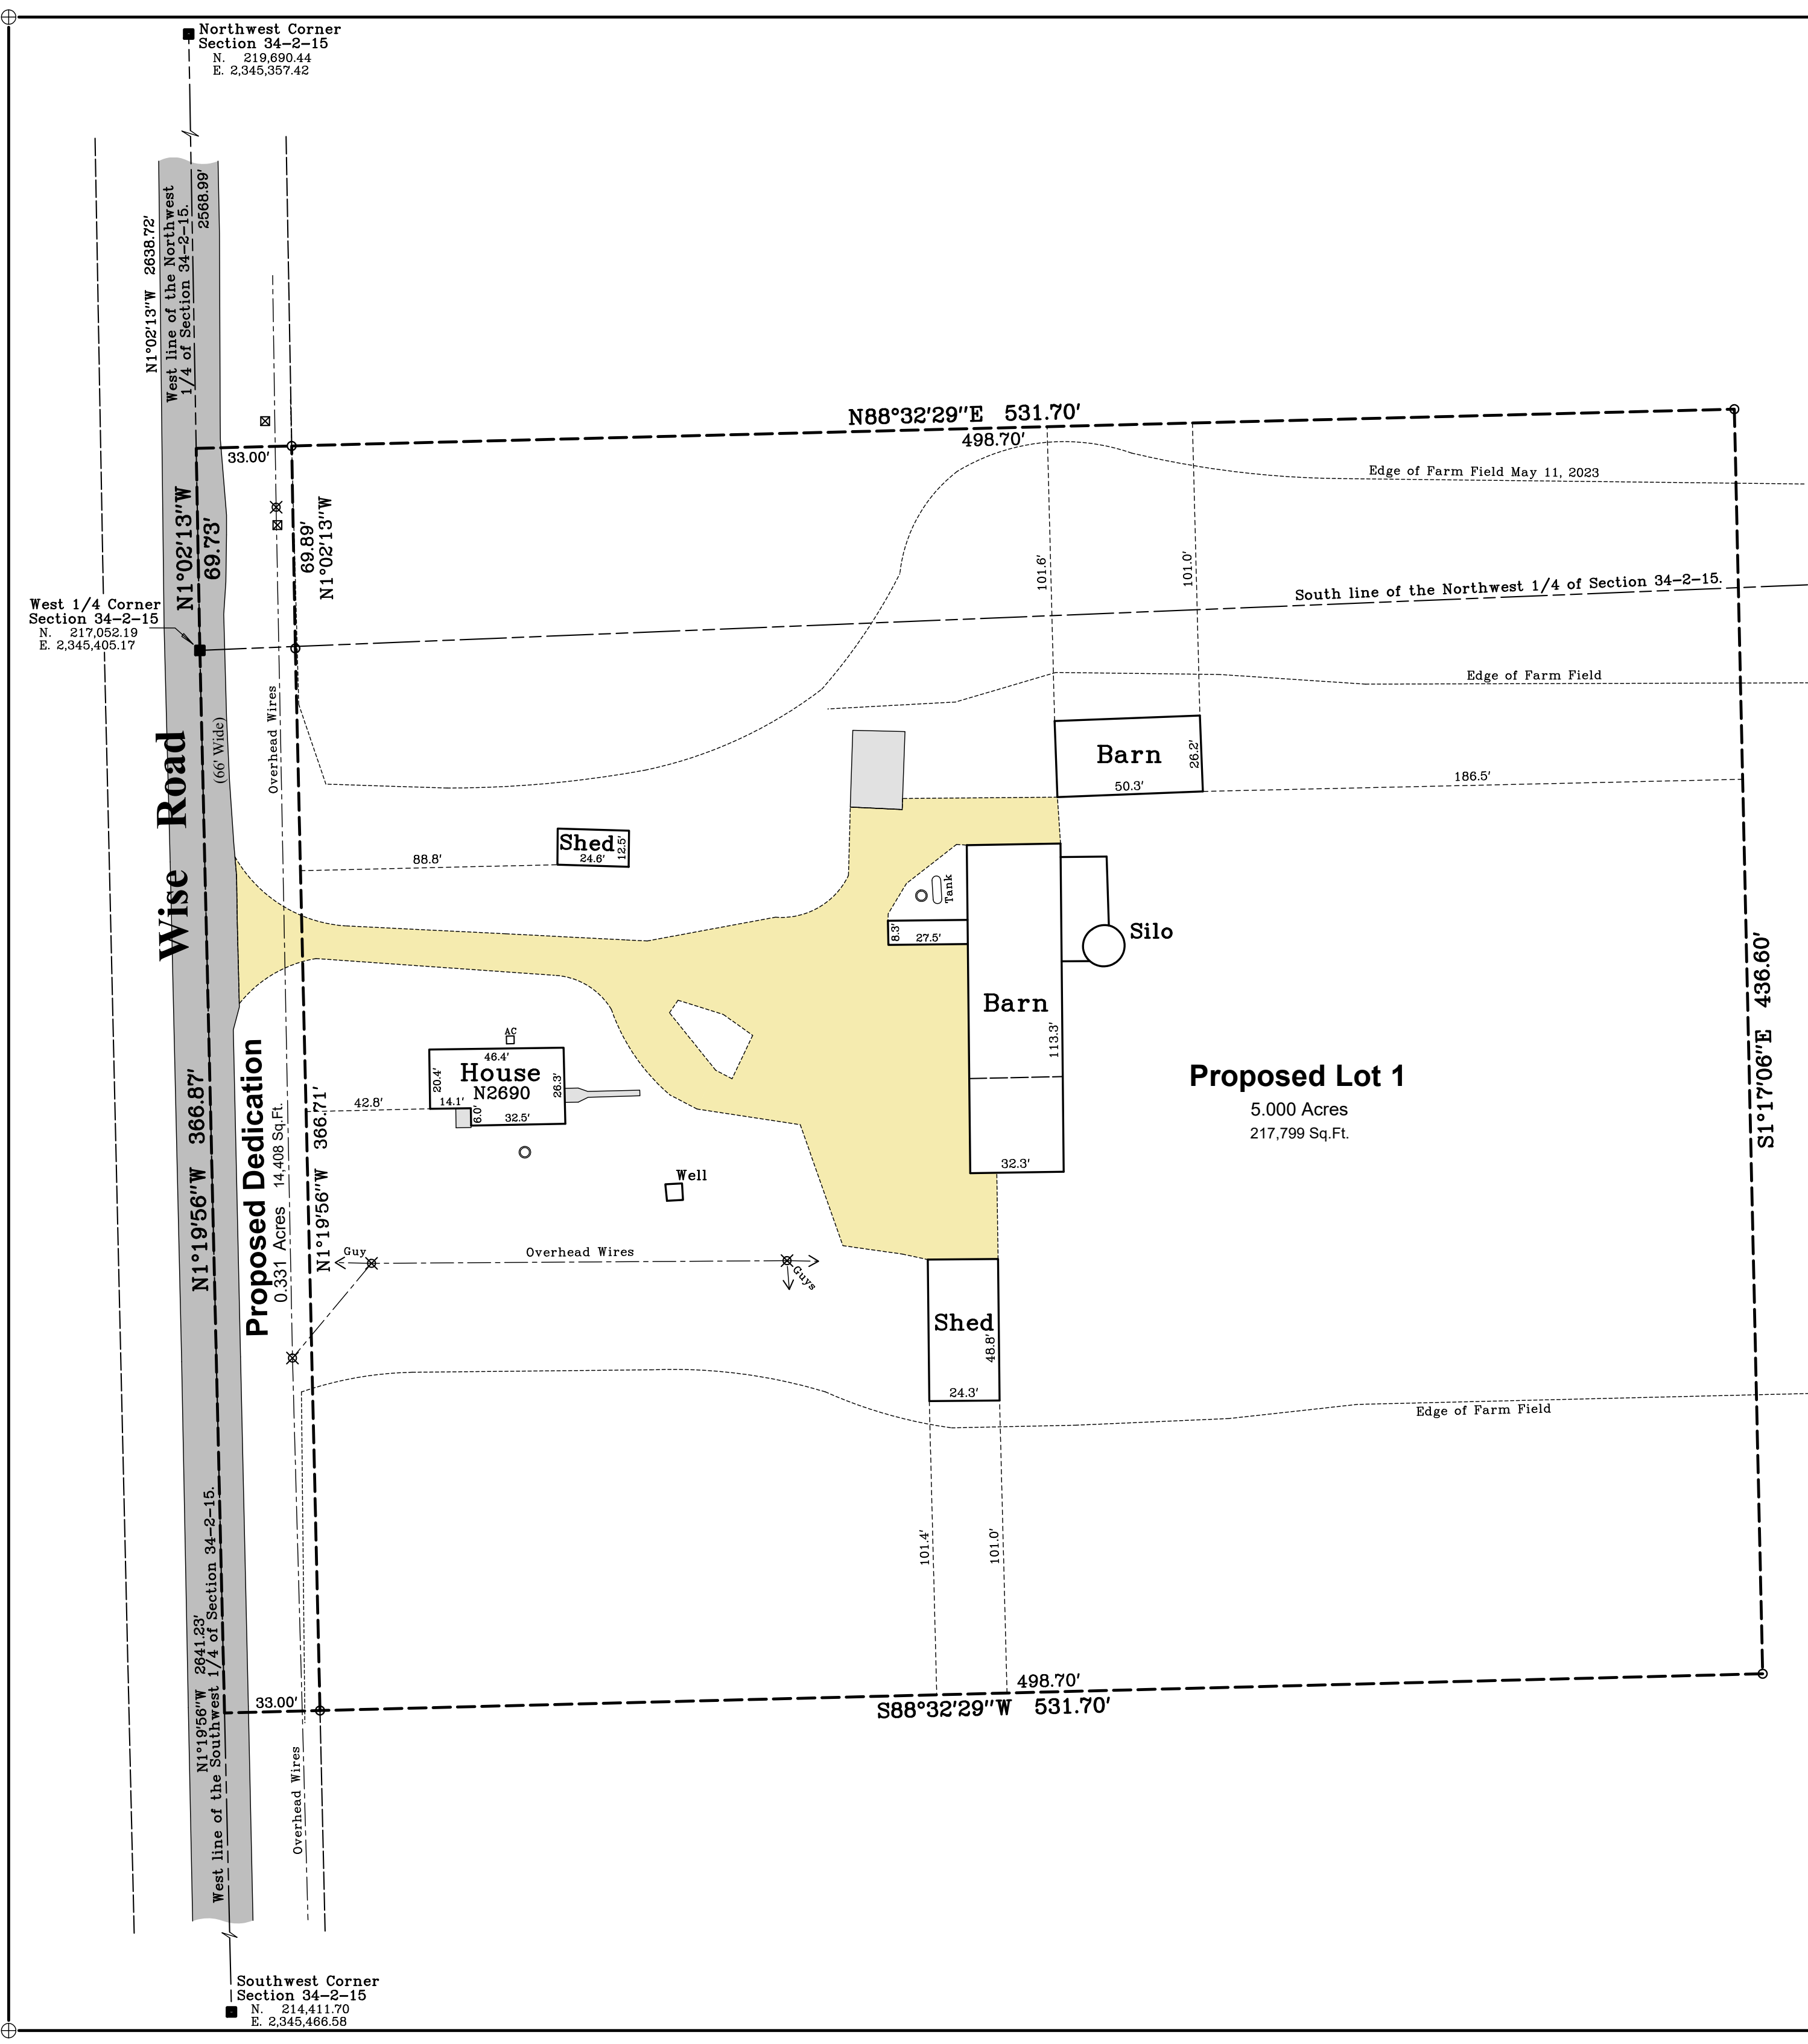 Northwest Corner
Section 34-2-15
N. 219,690.44
E. 2,345,357.42
N1°02'13"W 2638.72'
West line of the Northwest
1/4 of Section 34-2-15.
2568.99'
N88°32'29"E 531.70'
498.70'
33.00'
Edge of Farm Field May 11, 2023
N1°02'13"W
69.73'
69.89'
N1°02'13"W
101.6'
101.0'
South line of the Northwest 1/4 of Section 34-2-15.
West 1/4 Corner
Section 34-2-15
N. 217,052.19
E. 2,345,405.17
Edge of Farm Field
Overhead Wires
Wise Road
(66' Wide)
Barn
26.2'
50.3'
186.5'
Shed
24.6'
12.5'
88.8'
Tank
8.3'
27.5'
Silo
Barn
113.3'
32.3'
S1°17'06"E 436.60'
AC
46.4'
House
N2690
20.4'
26.3'
14.1'
6.0'
32.5'
42.8'
Proposed Lot 1
5.000 Acres
217,799 Sq.Ft.
N1°19'56"W 366.87'
Proposed Dedication
0.331 Acres 14,408 Sq.Ft.
N1°19'56"W 366.71'
Well
Guy
Overhead Wires
Guys
Shed
48.8'
24.3'
Edge of Farm Field
101.4'
101.0'
N1°19'56"W 2641.23'
West line of the Southwest 1/4 of Section 34-2-15.
33.00'
498.70'
S88°32'29"W 531.70'
Overhead Wires
Southwest Corner
Section 34-2-15
N. 214,411.70
E. 2,345,466.58